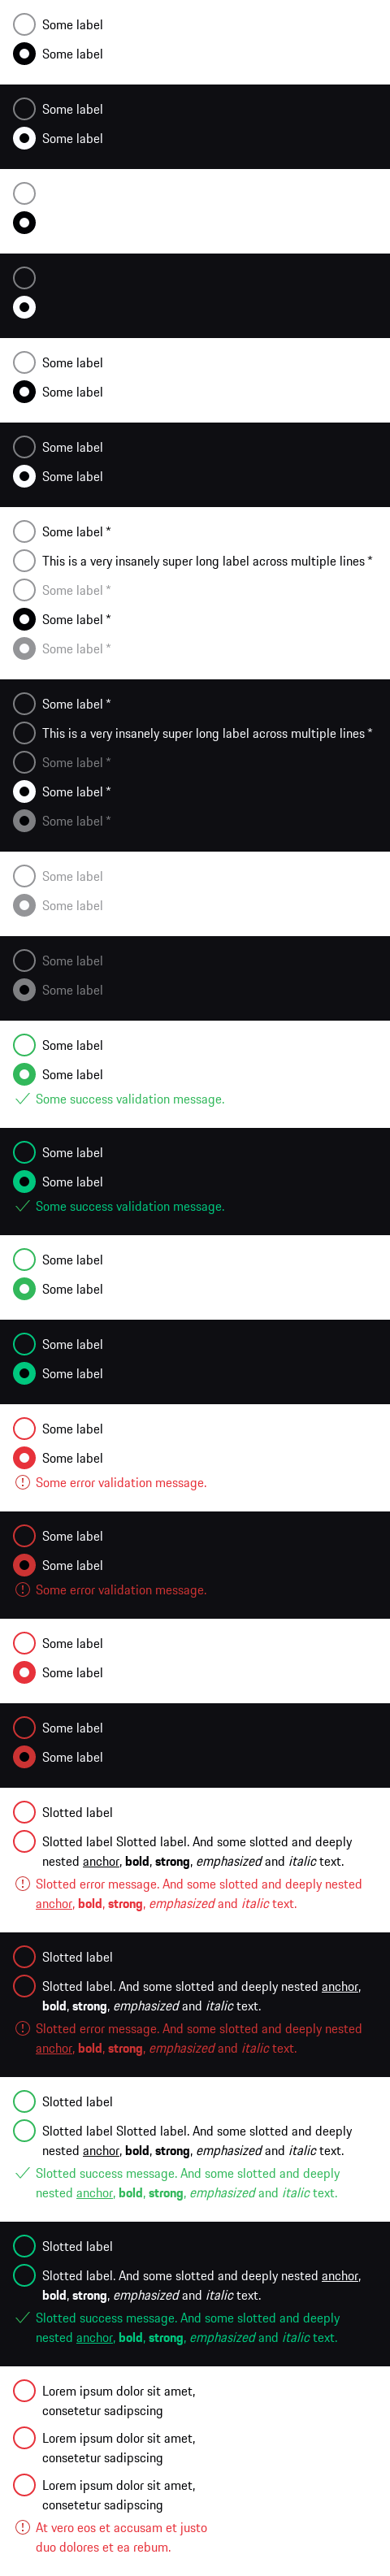 Some label
Some label
Some label
Some label
Some label
Some label
Some label
Some label
Some label *
This is a very insanely super long label across multiple lines *
Some label *
Some label *
Some label *
Some label *
This is a very insanely super long label across multiple lines *
Some label *
Some label *
Some label *
Some label
Some label
Some label
Some label
Some label
Some label
Some success validation message.
Some label
Some label
Some success validation message.
Some label
Some label
Some label
Some label
Some label
Some label
Some error validation message.
Some label
Some label
Some error validation message.
Some label
Some label
Some label
Some label
Slotted label
Slotted label Slotted label. And some slotted and deeply
nested anchor, bold, strong, emphasized and italic text.
Slotted error message. And some slotted and deeply nested
anchor, bold, strong, emphasized and italic text.
Slotted label
Slotted label. And some slotted and deeply nested anchor,
bold, strong, emphasized and italic text.
Slotted error message. And some slotted and deeply nested
anchor, bold, strong, emphasized and italic text.
Slotted label
Slotted label Slotted label. And some slotted and deeply
nested anchor, bold, strong, emphasized and italic text.
Slotted success message. And some slotted and deeply
nested anchor, bold, strong, emphasized and italic text.
Slotted label
Slotted label. And some slotted and deeply nested anchor,
bold, strong, emphasized and italic text.
Slotted success message. And some slotted and deeply
nested anchor, bold, strong, emphasized and italic text.
Lorem ipsum dolor sit amet,
consetetur sadipscing
Lorem ipsum dolor sit amet,
consetetur sadipscing
Lorem ipsum dolor sit amet,
consetetur sadipscing
At vero eos et accusam et justo
duo dolores et ea rebum.